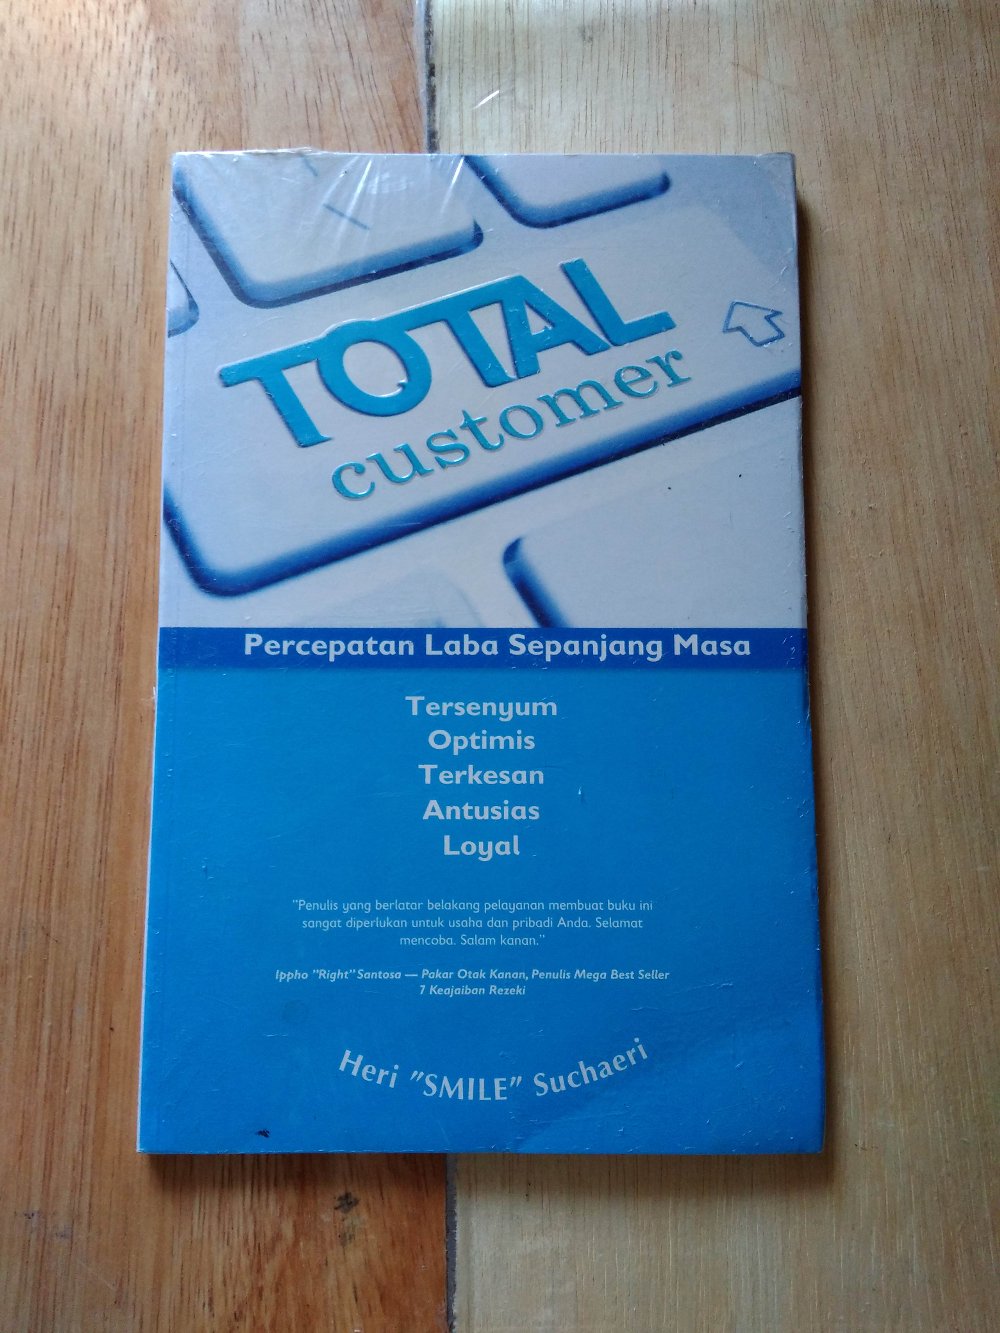 TOTAL
customer
Percepatan Laba Sepanjang Masa
Tersenyum
Optimis
Terkesan
Antusias
Loyal
"Penulis yang berlatar belakang pelayanan membuat buku ini
sangat diperlukan untuk usaha dan pribadi Anda. Selamat
mencoba. Salam kanan."
Ippho "Right" Santosa — Pakar Otak Kanan, Penulis Mega Best Seller
7 Keajaiban Rezeki
Heri "SMILE" Suchaeri